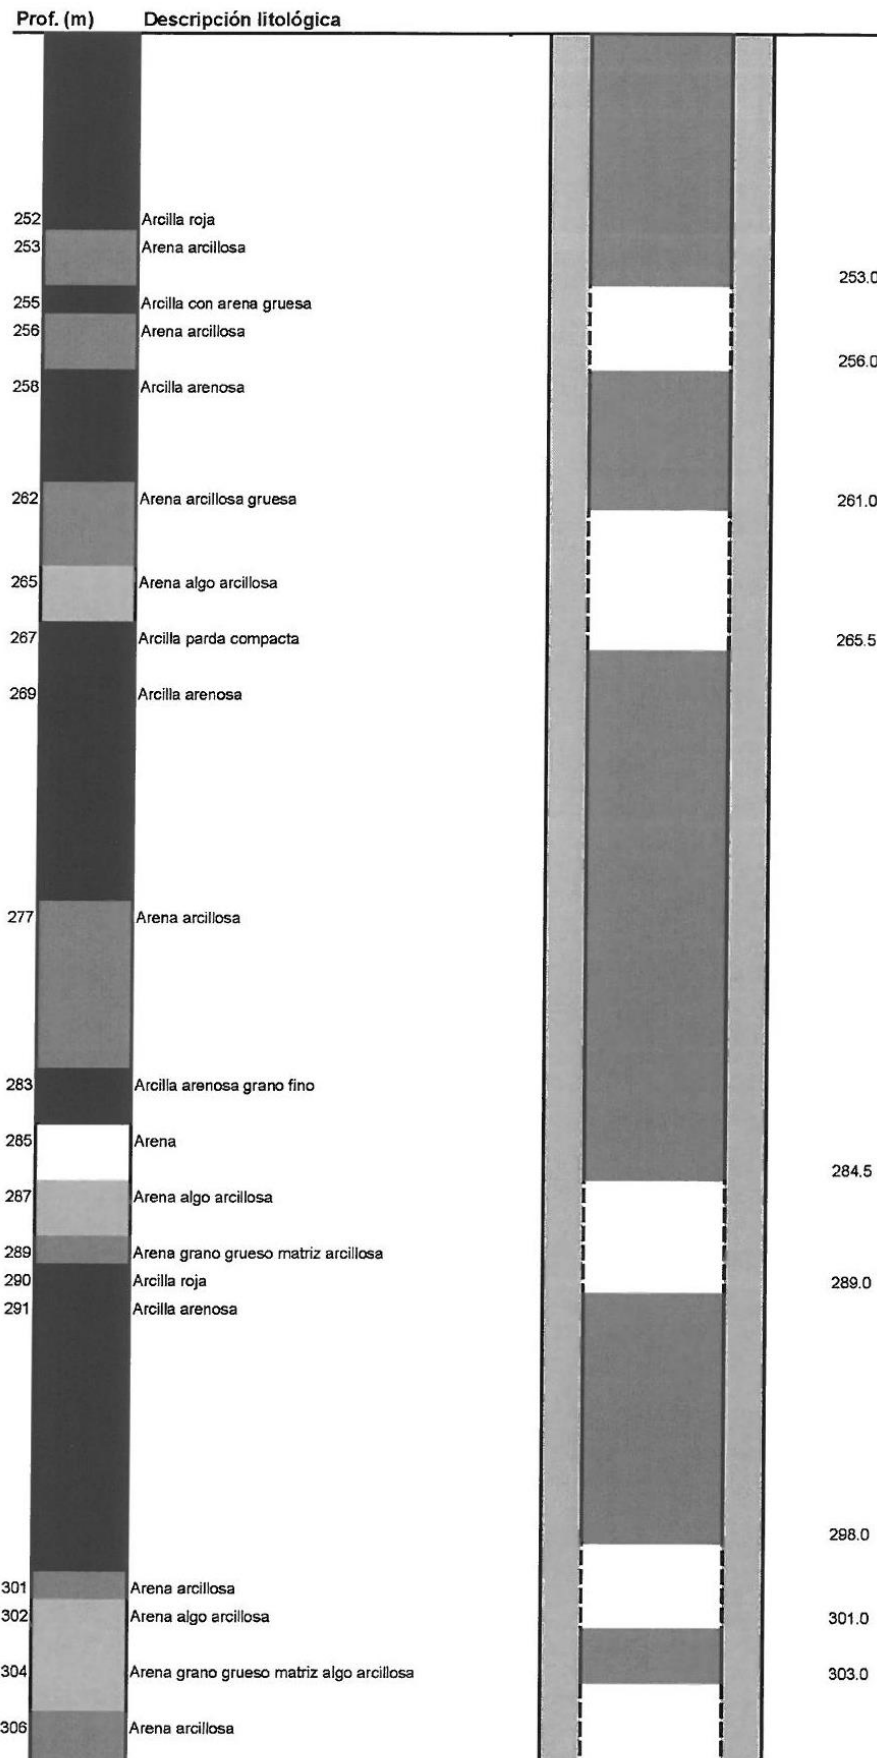 Prof. (m) Descripción litológica
252 Arcilla roja
253 Arena arcillosa
253.0
255 Arcilla con arena gruesa
256 Arena arcillosa
256.0
258 Arcilla arenosa
262 Arena arcillosa gruesa
261.0
265 Arena algo arcillosa
267 Arcilla parda compacta
265.5
269 Arcilla arenosa
277 Arena arcillosa
283 Arcilla arenosa grano fino
285 Arena
284.5
287 Arena algo arcillosa
289 Arena grano grueso matriz arcillosa
290 Arcilla roja
289.0
291 Arcilla arenosa
298.0
301 Arena arcillosa
302 Arena algo arcillosa
301.0
304 Arena grano grueso matriz algo arcillosa
303.0
306 Arena arcillosa